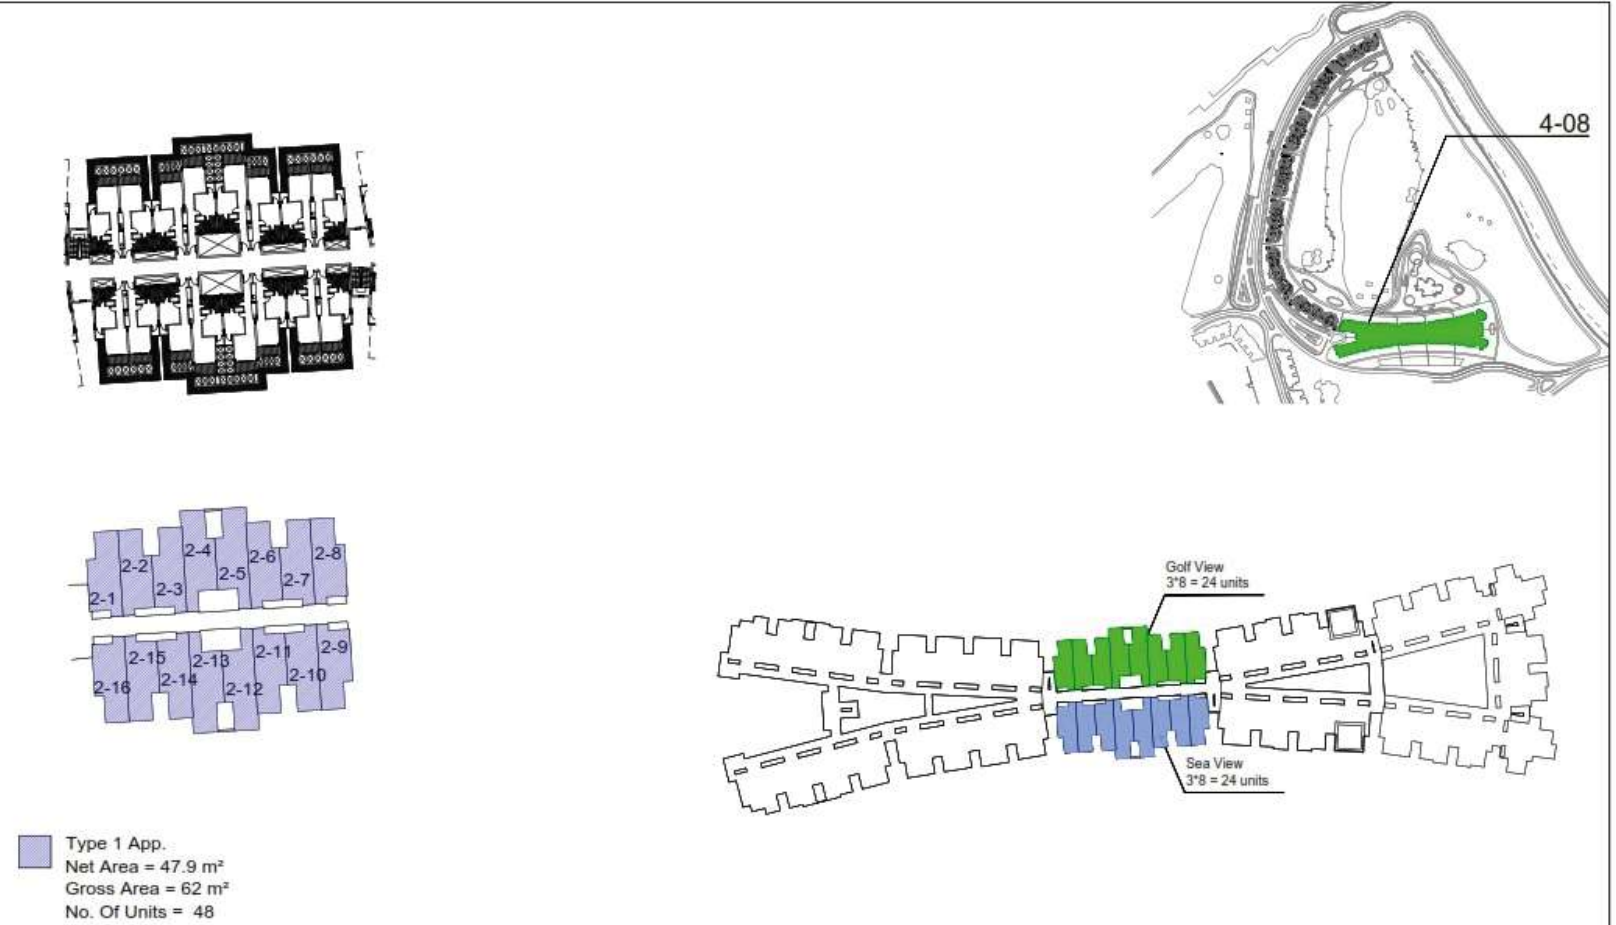 4-08
2-1
2-2
2-3
2-4
2-5
2-6
2-7
2-8
2-9
2-10
2-11
2-12
2-13
2-14
2-15
2-16
Golf View
3*8 = 24 units
Sea View
3*8 = 24 units
Type 1 App.
Net Area = 47.9 m²
Gross Area = 62 m²
No. Of Units = 48